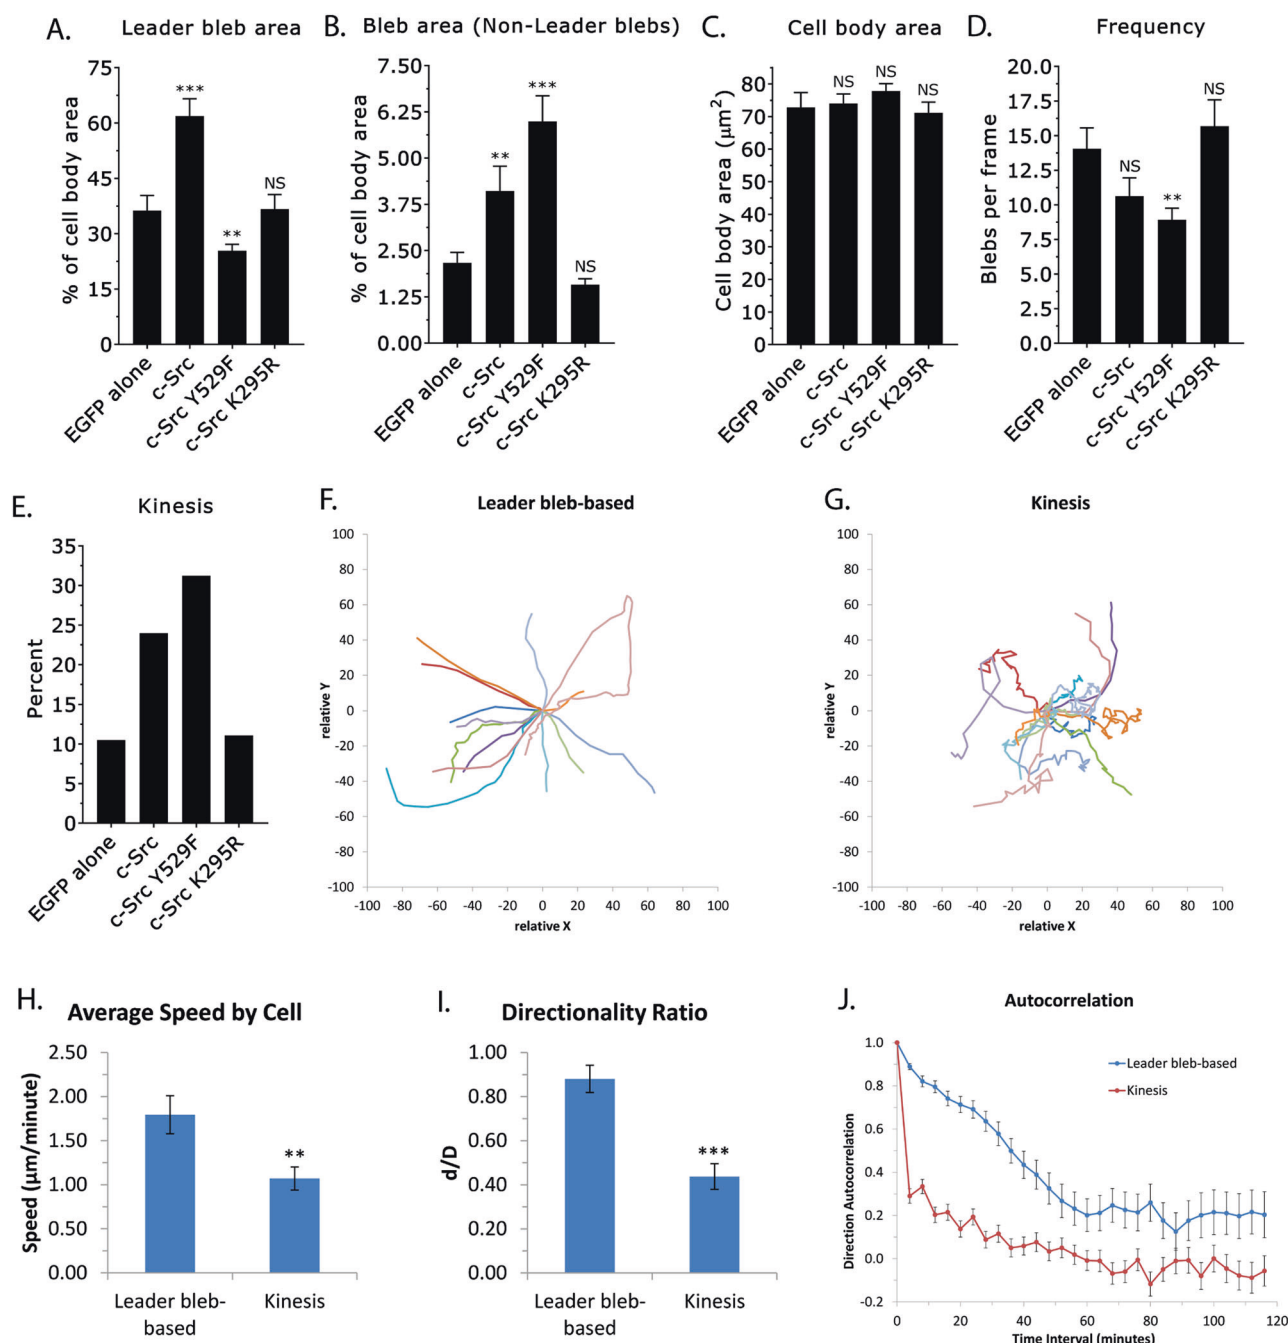 A. Leader bleb area
% of cell body area
75
60
45
30
15
0
***
**
NS
EGFP alone
c-Src
c-Src Y529F
c-Src K295R
B. Bleb area (Non-Leader blebs)
% of cell body area
7.50
6.25
5.00
3.75
2.50
1.25
0.00
**
***
NS
EGFP alone
c-Src
c-Src Y529F
c-Src K295R
C. Cell body area
Cell body area (μm²)
80
70
60
50
40
30
20
10
0
NS
NS
NS
EGFP alone
c-Src
c-Src Y529F
c-Src K295R
D. Frequency
Blebs per frame
20.0
17.5
15.0
12.5
10.0
7.5
5.0
2.5
0.0
NS
**
NS
EGFP alone
c-Src
c-Src Y529F
c-Src K295R
E. Kinesis
Percent
35
30
25
20
15
10
5
0
EGFP alone
c-Src
c-Src Y529F
c-Src K295R
F. Leader bleb-based
relative Y
100
80
60
40
20
0
-20
-40
-60
-80
-100
-100 -80 -60 -40 -20 0 20 40 60 80 100
relative X
G. Kinesis
relative Y
100
80
60
40
20
0
-20
-40
-60
-80
-100
-100 -80 -60 -40 -20 0 20 40 60 80 100
relative X
H. Average Speed by Cell
Speed (μm/minute)
2.50
2.00
1.50
1.00
0.50
0.00
**
Leader bleb-
based
Kinesis
I. Directionality Ratio
d/D
1.00
0.80
0.60
0.40
0.20
0.00
***
Leader bleb-
based
Kinesis
J. Autocorrelation
Direction Autocorrelation
1.0
0.8
0.6
0.4
0.2
0.0
-0.2
Leader bleb-based
Kinesis
0 20 40 60 80 100 120
Time Interval (minutes)